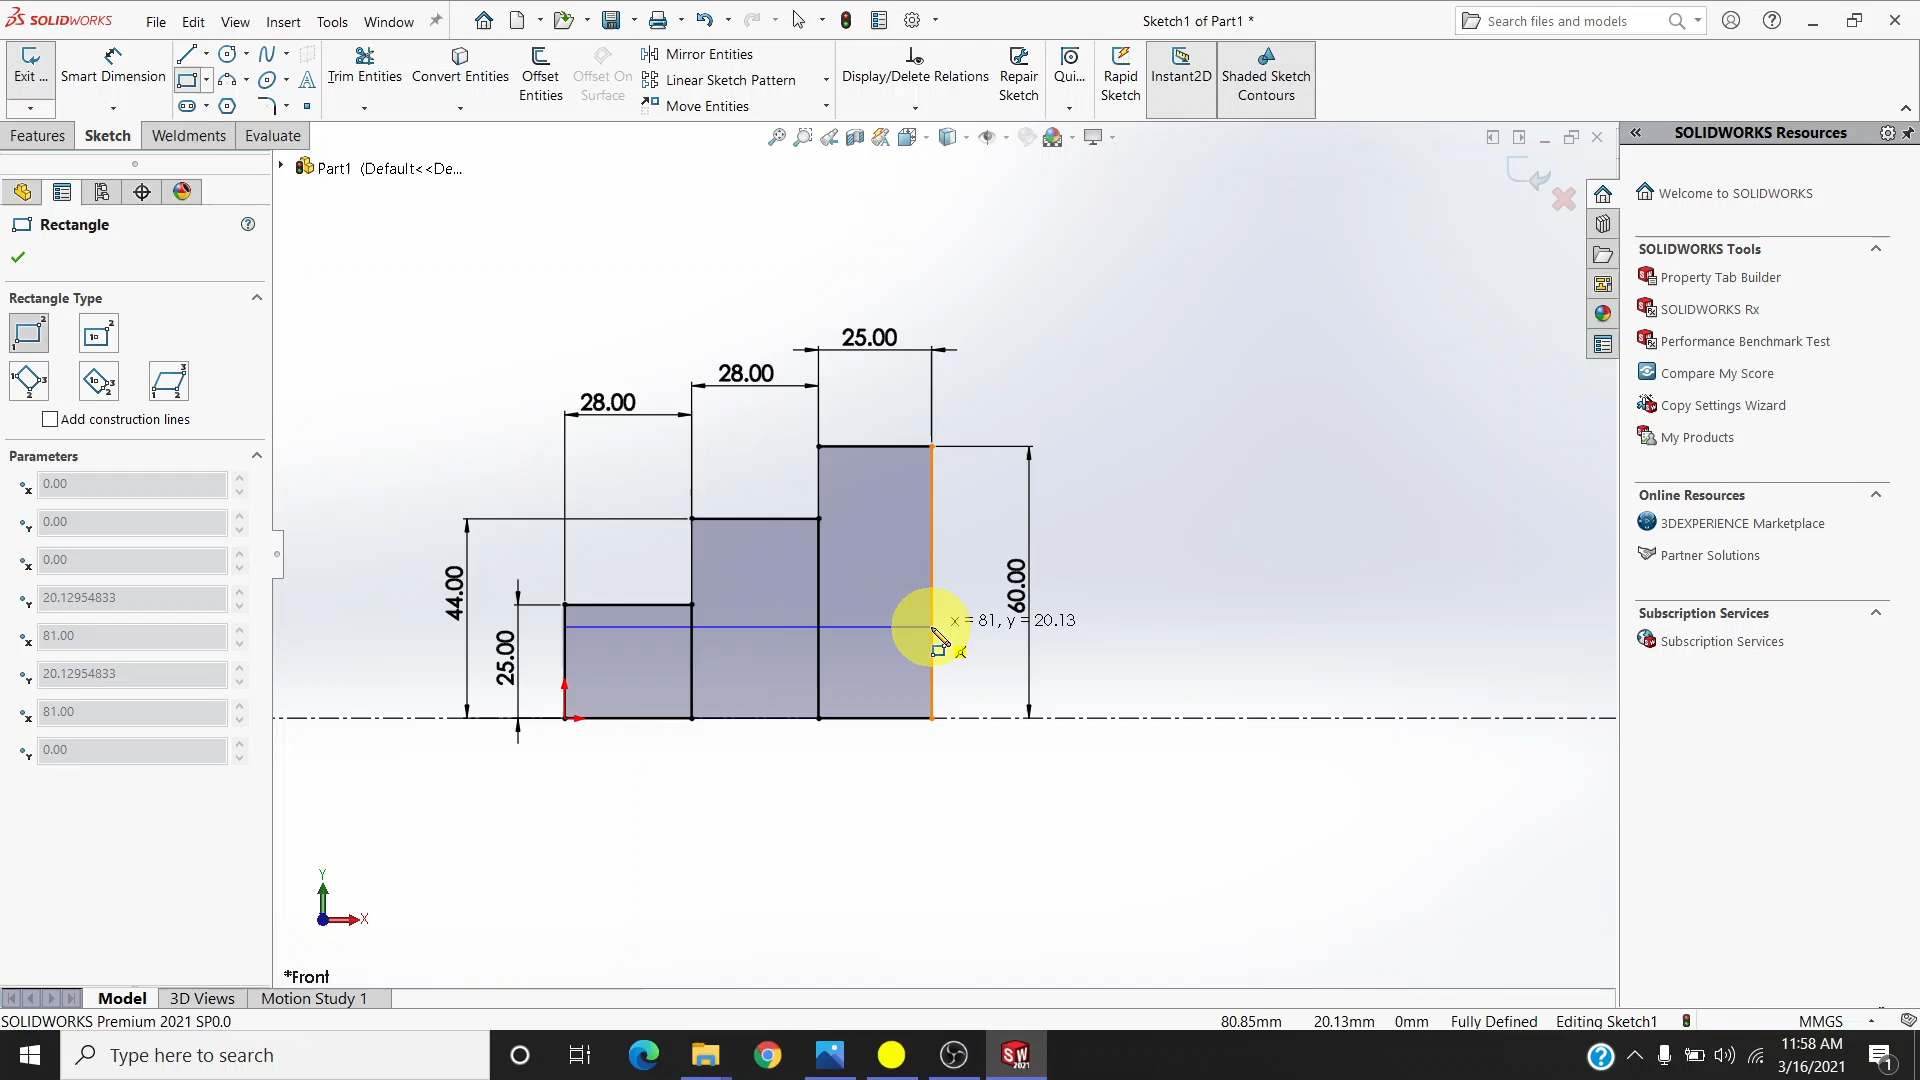 SOLIDWORKS File Edit View Insert Tools Window Sketch1 of Part1 * Search files and models
Exit ... Smart Dimension Trim Entities Convert Entities Offset Entities Offset On Surface Mirror Entities Linear Sketch Pattern Move Entities Display/Delete Relations Repair Sketch Qui... Rapid Sketch Instant2D Shaded Sketch Contours
Features Sketch Weldments Evaluate
SOLIDWORKS Resources
Part1 (Default<<De...
Rectangle
Rectangle Type
Add construction lines
Parameters
0.00
0.00
0.00
20.12954833
81.00
20.12954833
81.00
0.00
25.00
28.00
28.00
44.00
25.00
60.00
x = 81, y = 20.13
Y
X
*Front
Welcome to SOLIDWORKS
SOLIDWORKS Tools
Property Tab Builder
SOLIDWORKS Rx
Performance Benchmark Test
Compare My Score
Copy Settings Wizard
My Products
Online Resources
3DEXPERIENCE Marketplace
Partner Solutions
Subscription Services
Subscription Services
Model 3D Views Motion Study 1
SOLIDWORKS Premium 2021 SP0.0 80.85mm 20.13mm 0mm Fully Defined Editing Sketch1 MMGS
Type here to search
SW
2021
11:58 AM
3/16/2021
1